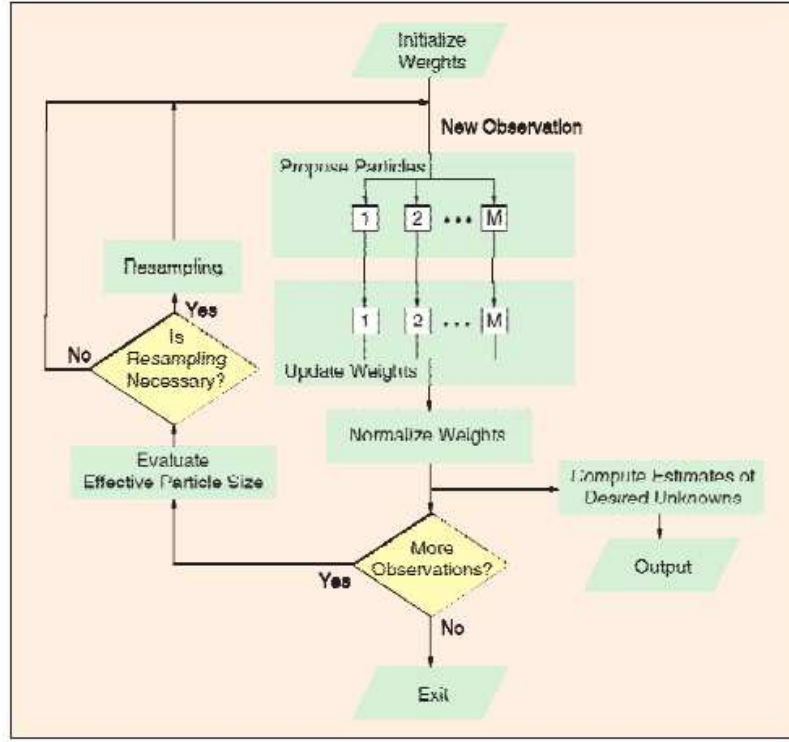 Initialize
Weights
New Observation
Propose Particles
1 2 ••• M
Resampling
Yes
1 2 ••• M
Is
Resampling
Necessary?
No
Update Weights
Normalize Weights
Evaluate
Effective Particle Size
Compute Estimates of
Desired Unknowns
More
Observations?
Yes
Output
No
Exit